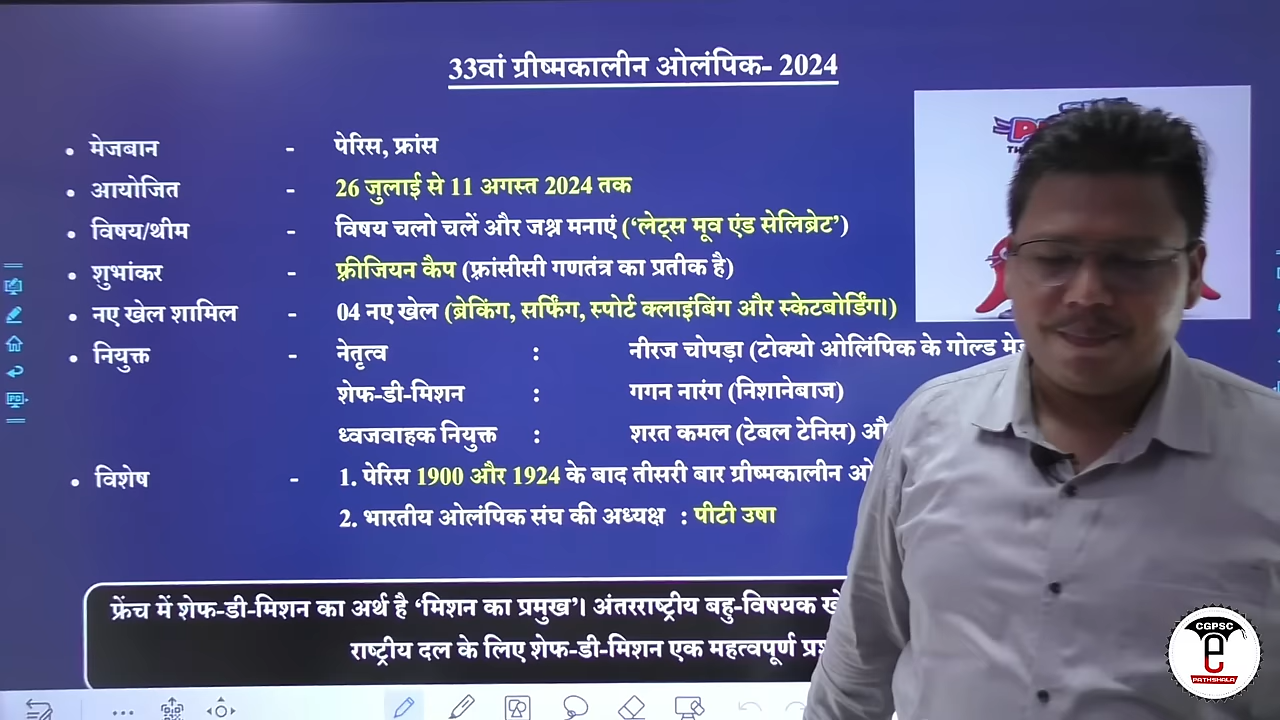 33वां ग्रीष्मकालीन ओलंपिक- 2024
• मेजबान - पेरिस, फ्रांस
• आयोजित - 26 जुलाई से 11 अगस्त 2024 तक
• विषय/थीम - विषय चलो चलें और जश्न मनाएं (‘लेट्स मूव एंड सेलिब्रेट’)
• शुभांकर - फ़्रीजियन कैप (फ़्रांसीसी गणतंत्र का प्रतीक है)
• नए खेल शामिल - 04 नए खेल (ब्रेकिंग, सर्फिंग, स्पोर्ट क्लाइंबिंग और स्केटबोर्डिंग।)
• नियुक्त - नेतृत्व : नीरज चोपड़ा (टोक्यो ओलिंपिक के गोल्ड
शेफ-डी-मिशन : गगन नारंग (निशानेबाज)
ध्वजवाहक नियुक्त : शरत कमल (टेबल टेनिस)
• विशेष - 1. पेरिस 1900 और 1924 के बाद तीसरी बार ग्रीष्मकालीन
2. भारतीय ओलंपिक संघ की अध्यक्ष : पीटी उषा
फ्रेंच में शेफ-डी-मिशन का अर्थ है ‘मिशन का प्रमुख’। अंतरराष्ट्रीय बहु-विषयक
राष्ट्रीय दल के लिए शेफ-डी-मिशन एक महत्वपूर्ण
CGPSC
e
PATHSHALA